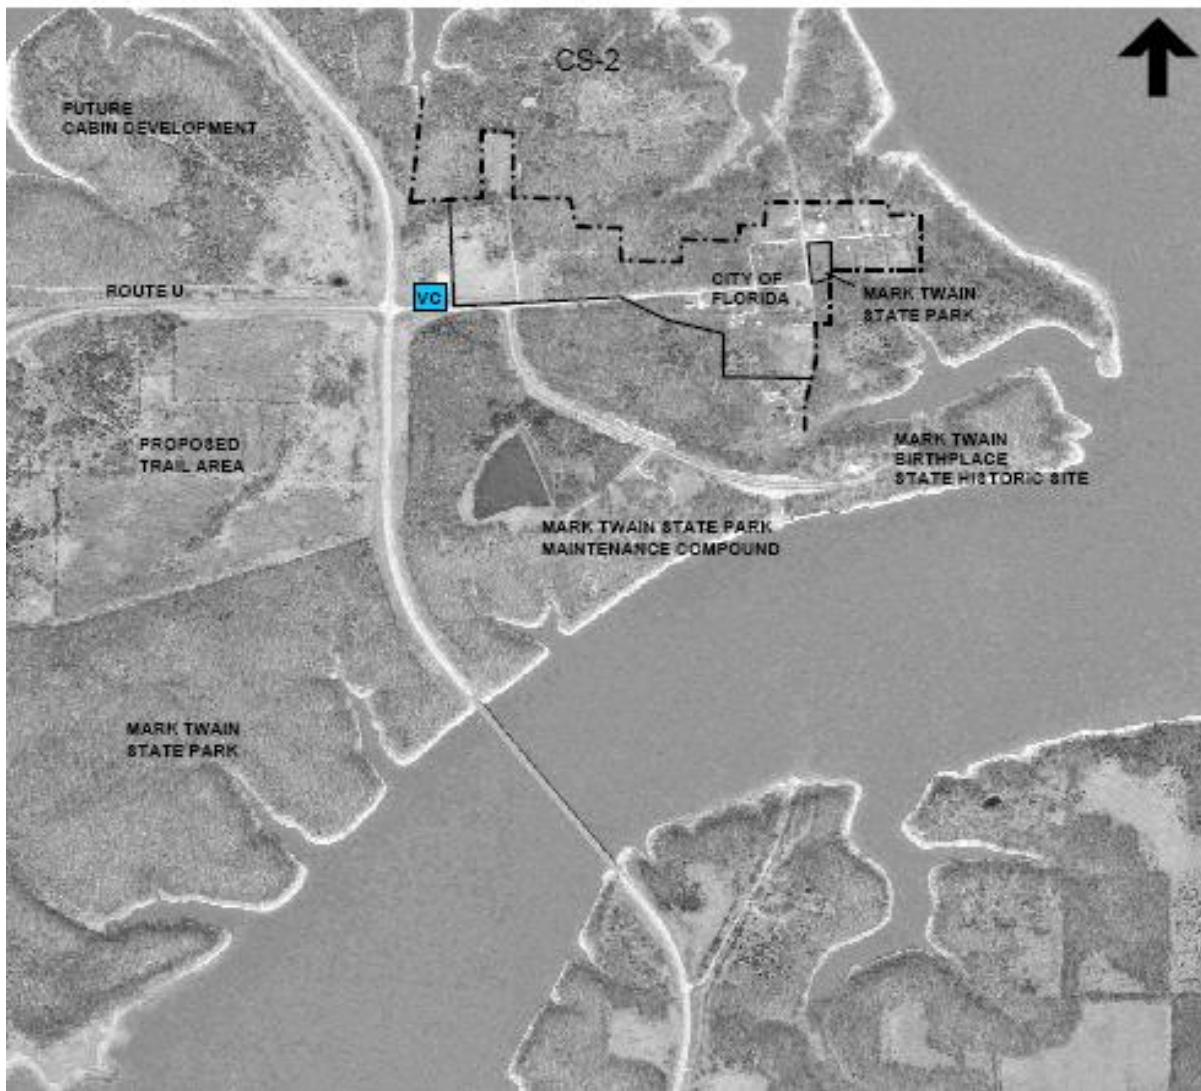 CS-2
FUTURE
CABIN DEVELOPMENT
ROUTE U
VC
CITY OF
FLORIDA
MARK TWAIN
STATE PARK
PROPOSED
TRAIL AREA
MARK TWAIN
BIRTHPLACE
STATE HISTORIC SITE
MARK TWAIN STATE PARK
MAINTENANCE COMPOUND
MARK TWAIN
STATE PARK